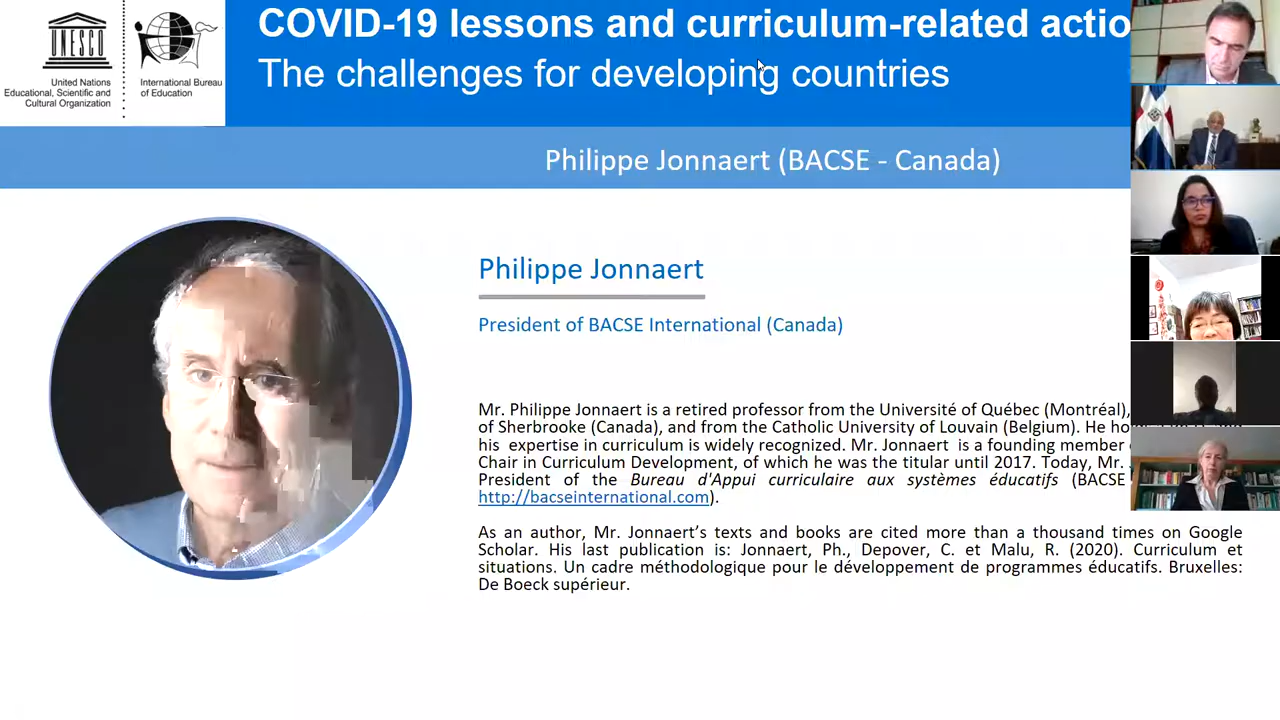 UNESCO
United Nations
Educational, Scientific and
Cultural Organization
International Bureau
of Education
COVID-19 lessons and curriculum-related actio
The challenges for developing countries
Philippe Jonnaert (BACSE - Canada)
Philippe Jonnaert
President of BACSE International (Canada)
Mr. Philippe Jonnaert is a retired professor from the Université of Québec (Montréal),
of Sherbrooke (Canada), and from the Catholic University of Louvain (Belgium). He
his expertise in curriculum is widely recognized. Mr. Jonnaert is a founding member
Chair in Curriculum Development, of which he was the titular until 2017. Today, Mr.
President of the Bureau d'Appui curriculaire aux systèmes éducatifs (BACSE
http://bacseinternational.com).
As an author, Mr. Jonnaert's texts and books are cited more than a thousand times on Google
Scholar. His last publication is: Jonnaert, Ph., Depover, C. et Malu, R. (2020). Curriculum et
situations. Un cadre méthodologique pour le développement de programmes éducatifs. Bruxelles:
De Boeck supérieur.